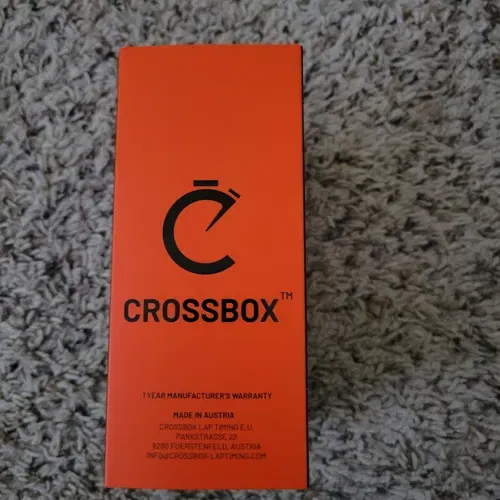 CROSSBOX™
1 YEAR MANUFACTURER'S WARRANTY
MADE IN AUSTRIA
CROSSBOX LAP TIMING E.U.
PARKSTRASSE 23
8280 FUERSTENFELD, AUSTRIA
INFO@CROSSBOX-LAPTIMING.COM